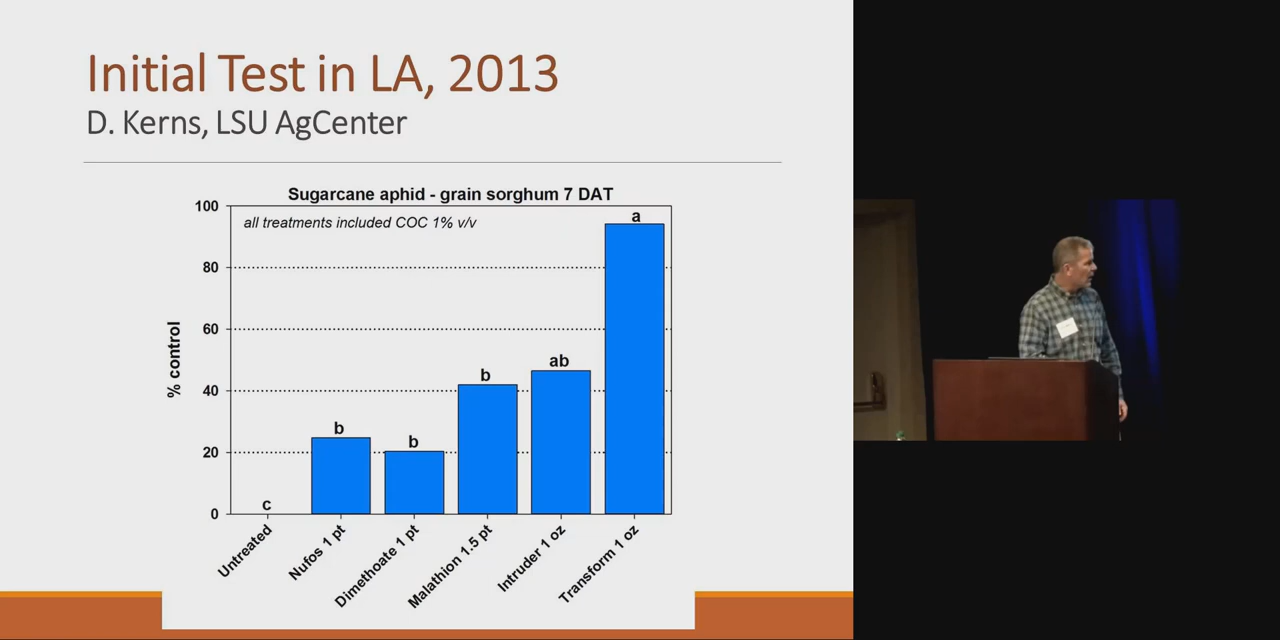 Initial Test in LA, 2013
D. Kerns, LSU AgCenter
Sugarcane aphid - grain sorghum 7 DAT
all treatments included COC 1% v/v
% control
100
80
60
40
20
0
c
b
b
b
ab
a
Untreated
Nufos 1 pt
Dimethoate 1 pt
Malathion 1.5 pt
Intruder 1 oz
Transform 1 oz